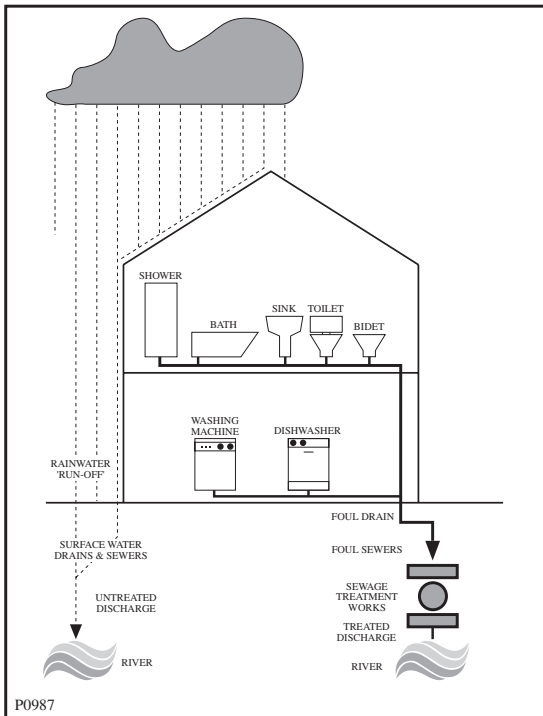 SHOWER
BATH
SINK
TOILET
BIDET
WASHING
MACHINE
DISHWASHER
RAINWATER
'RUN-OFF'
FOUL DRAIN
SURFACE WATER
DRAINS & SEWERS
FOUL SEWERS
UNTREATED
DISCHARGE
SEWAGE
TREATMENT
WORKS
TREATED
DISCHARGE
RIVER
RIVER
P0987